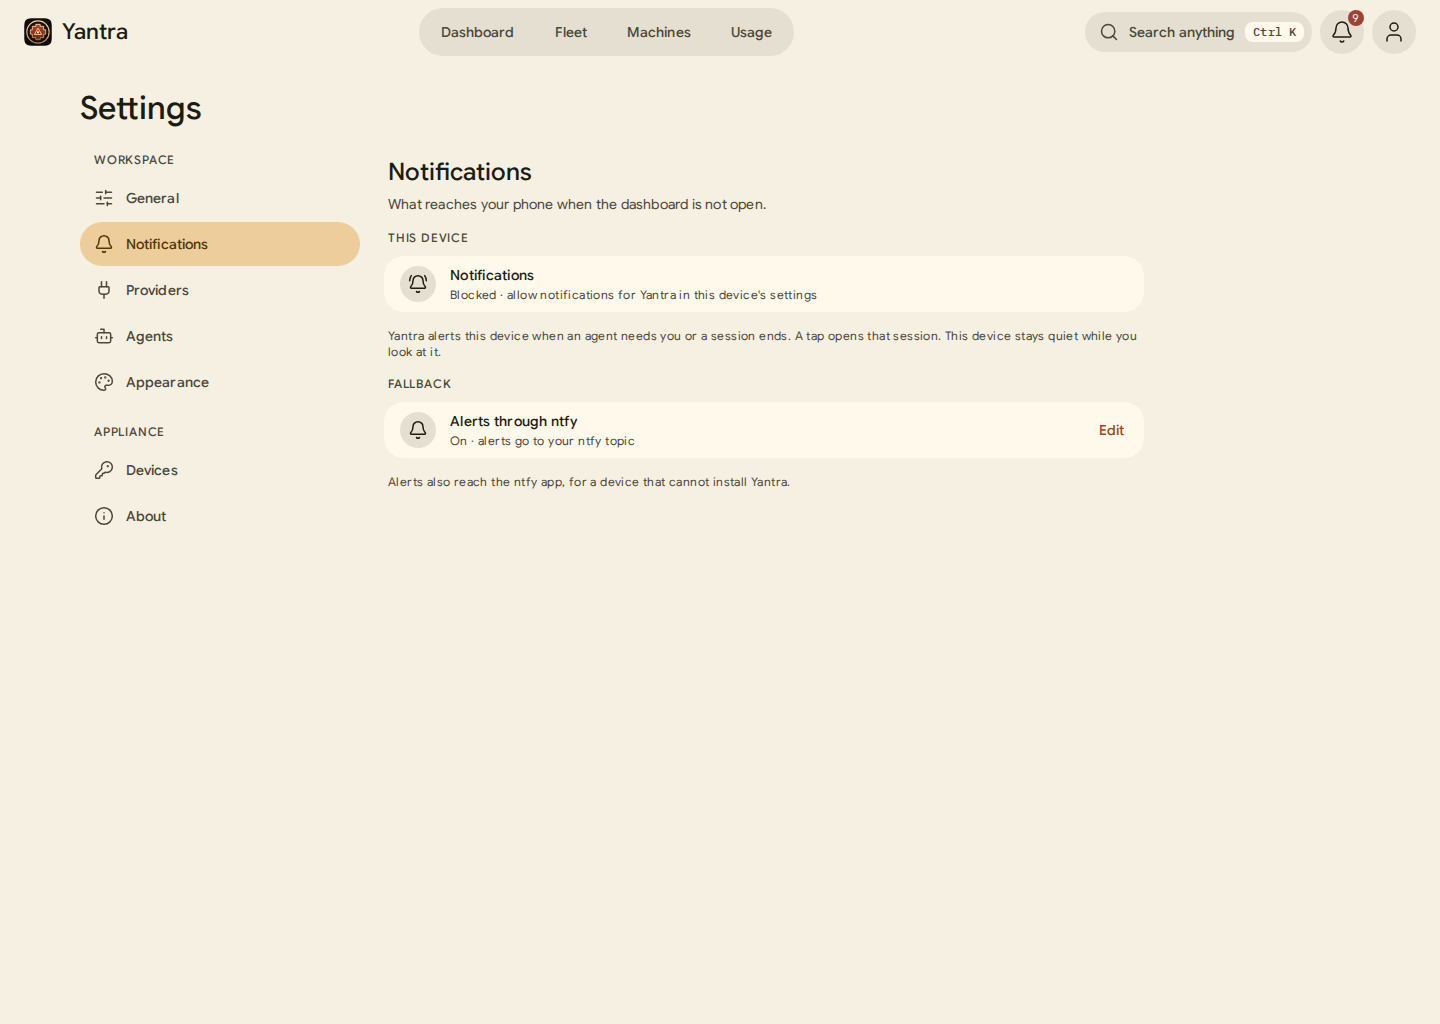 Yantra
Dashboard
Fleet
Machines
Usage
Search anything
Ctrl K
9
Settings
WORKSPACE
General
Notifications
Providers
Agents
Appearance
APPLIANCE
Devices
About
Notifications
What reaches your phone when the dashboard is not open.
THIS DEVICE
Notifications
Blocked · allow notifications for Yantra in this device's settings
Yantra alerts this device when an agent needs you or a session ends. A tap opens that session. This device stays quiet while you
look at it.
FALLBACK
Alerts through ntfy
On · alerts go to your ntfy topic
Edit
Alerts also reach the ntfy app, for a device that cannot install Yantra.